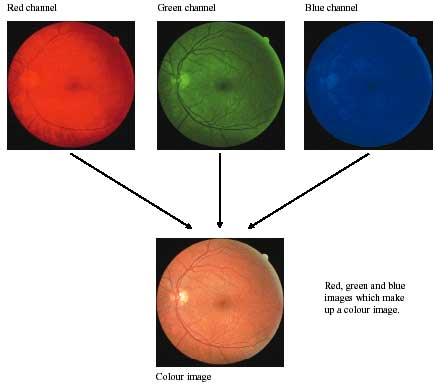 Red channel
Green channel
Blue channel
Red, green and blue
images which make
up a colour image.
Colour image